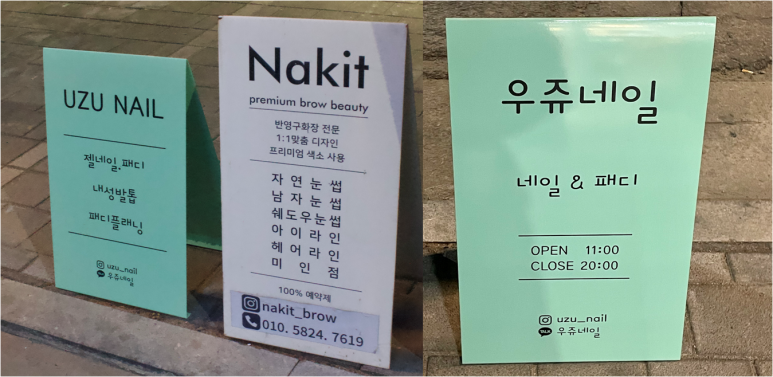 UZU NAIL
젤네일.패디
내성발톱
패디플래닝
uzu_nail
우쥬네일
Nakit
premium brow beauty
반영구화장 전문
1:1맞춤 디자인
프리미엄 색소 사용
자연눈썹
남자눈썹
쉐도우눈썹
아이라인
헤어라인
미인점
100% 예약제
nakit_brow
010. 5824. 7619
우쥬네일
네일 & 패디
OPEN 11:00
CLOSE 20:00
uzu_nail
TALK 우쥬네일